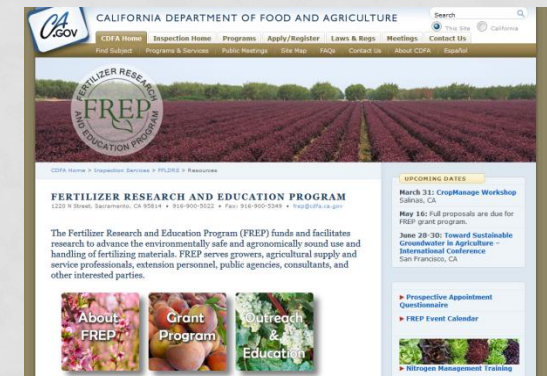 CA.GOV
CALIFORNIA DEPARTMENT OF FOOD AND AGRICULTURE
Search
This Site California
CDFA Home Inspection Home Programs Apply/Register Laws & Regs Meetings Contact Us
Find Subject Programs & Services Public Meetings Site Map FAQs Contact Us About CDFA Español
FERTILIZER RESEARCH
FREP
AND EDUCATION PROGRAM
CDFA Home > Inspection Services > FFLDRS > Resources
FERTILIZER RESEARCH AND EDUCATION PROGRAM
1220 N Street, Sacramento, CA 95814 • 916-900-5022 • Fax: 916-900-5349 • frep@cdfa.ca.gov
The Fertilizer Research and Education Program (FREP) funds and facilitates
research to advance the environmentally safe and agronomically sound use and
handling of fertilizing materials. FREP serves growers, agricultural supply and
service professionals, extension personnel, public agencies, consultants, and
other interested parties.
About
FREP
Grant
Program
Outreach
&
Education
UPCOMING DATES
March 31: CropManage Workshop
Salinas, CA
May 16: Full proposals are due for
FREP grant program.
June 28-30: Toward Sustainable
Groundwater in Agriculture –
International Conference
San Francisco, CA
Prospective Appointment
Questionnaire
FREP Event Calendar
Nitrogen Management Training